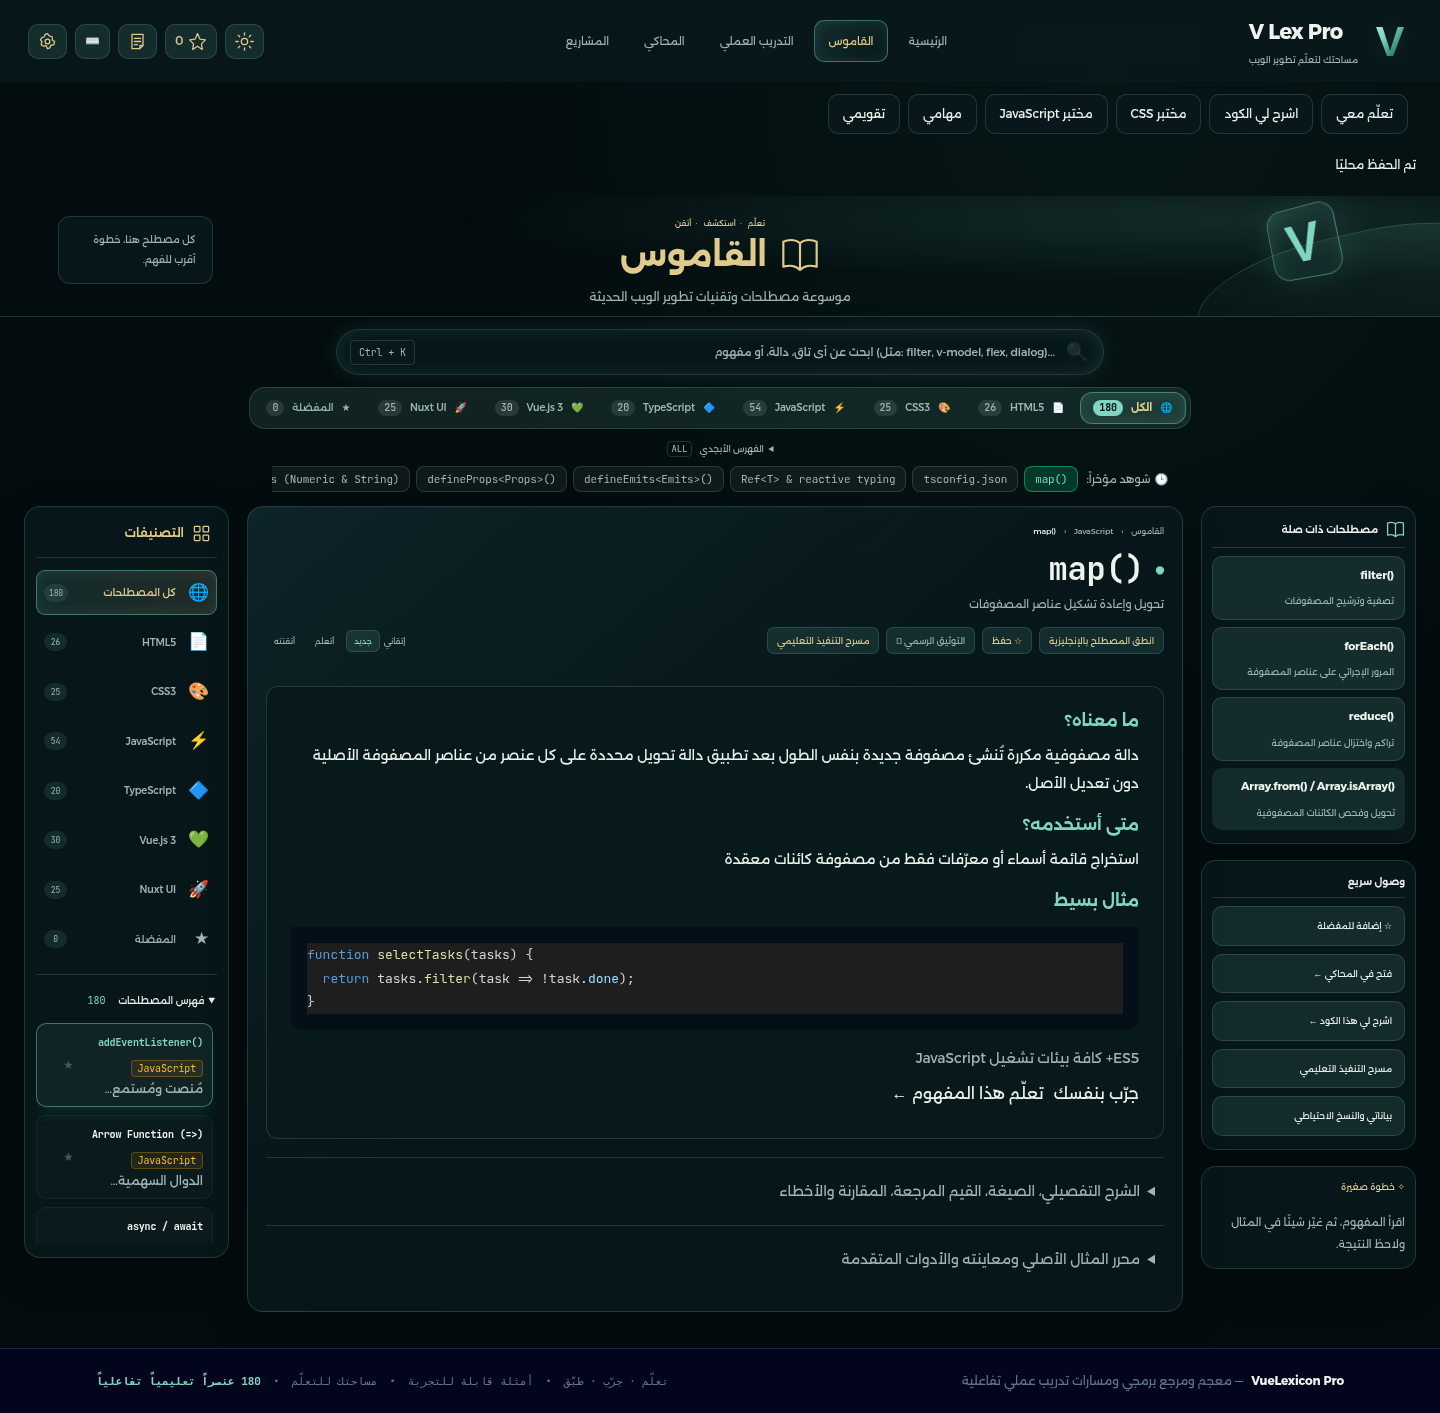 V Lex Pro
V
مساحتك لتعلّم تطوير الويب
الرئيسية
القاموس
التدريب العملي
المحاكي
المشاريع
0
تعلّم معي
اشرح لي الكود
مختبر CSS
مختبر JavaScript
مهامي
تقويمي
تم الحفظ محليًا
V
تعلّم · استكشف · أتقن
القاموس
موسوعة مصطلحات وتقنيات تطوير الويب الحديثة
كل مصطلح هنا، خطوة
أقرب للفهم.
ابحث عن أي تاق، دالة، أو مفهوم (مثل: filter, v-model, flex, dialog)...
Ctrl + K
الكل 180
HTML5 26
CSS3 25
JavaScript 54
TypeScript 20
Vue.js 3 30
Nuxt UI 25
★ المفضلة 0
الفهرس الأبجدي ALL
شوهد مؤخراً:
map()
tsconfig.json
Ref<T> & reactive typing
defineEmits<Emits>()
defineProps<Props>()
s (Numeric & String)
مصطلحات ذات صلة
filter()
تصفية وترشيح المصفوفات
forEach()
المرور الإجرائي على عناصر المصفوفة
reduce()
تراكم واختزال عناصر المصفوفة
Array.from() / Array.isArray()
تحويل وفحص الكائنات المصفوفية
وصول سريع
☆ إضافة للمفضلة
فتح في المحاكي ←
اشرح لي هذا الكود ←
مسرح التنفيذ التعليمي
بياناتي والنسخ الاحتياطي
✧ خطوة صغيرة
اقرأ المفهوم، ثم غيّر شيئًا في المثال
ولاحظ النتيجة.
القاموس › JavaScript › map()
map()
تحويل وإعادة تشكيل عناصر المصفوفات
انطق المصطلح بالإنجليزية
☆ حفظ
التوثيق الرسمي
مسرح التنفيذ التعليمي
إتقاني
جديد
أتعلم
أتقنته
ما معناه؟
دالة مصفوفية مكررة تُنشئ مصفوفة جديدة بنفس الطول بعد تطبيق دالة تحويل محددة على كل عنصر من عناصر المصفوفة الأصلية
دون تعديل الأصل.
متى أستخدمه؟
استخراج قائمة أسماء أو معرّفات فقط من مصفوفة كائنات معقدة
مثال بسيط
function selectTasks(tasks) {
return tasks.filter(task => !task.done);
}
ES5+ كافة بيئات تشغيل JavaScript
جرّب بنفسك تعلّم هذا المفهوم ←
الشرح التفصيلي، الصيغة، القيم المرجعة، المقارنة والأخطاء
محرر المثال الأصلي ومعاينته والأدوات المتقدمة
التصنيفات
كل المصطلحات 180
HTML5 26
CSS3 25
JavaScript 54
TypeScript 20
Vue.js 3 30
Nuxt UI 25
★ المفضلة 0
فهرس المصطلحات 180
addEventListener()
JavaScript
★
مُنصت ومُستمع...
Arrow Function (=>)
JavaScript
★
الدوال السهمية...
async / await
VueLexicon Pro — معجم ومرجع برمجي ومسارات تدريب عملي تفاعلية
تعلّم · جرّب · طبّق • أمثلة قابلة للتجربة • مساحتك للتعلّم • 180 عنصراً تعليمياً تفاعلياً